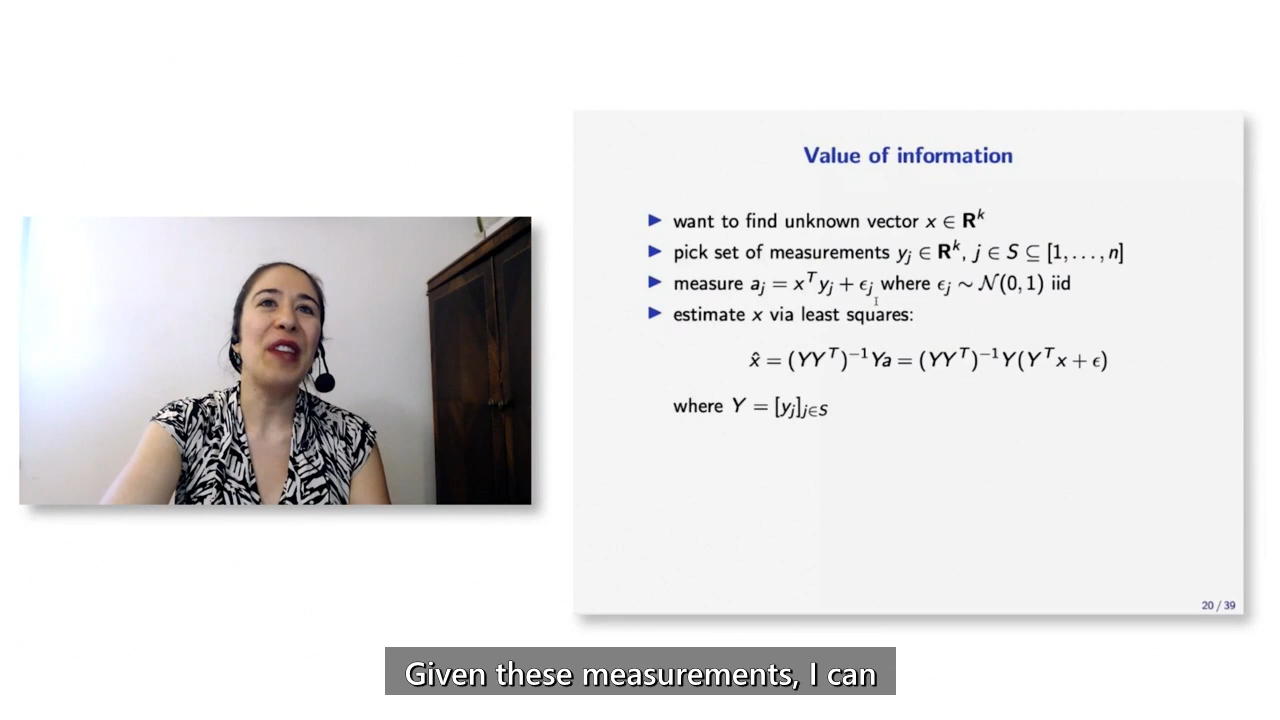 Value of information
▶ want to find unknown vector x ∈ R^k
▶ pick set of measurements y_j ∈ R^k, j ∈ S ⊆ [1, . . . , n]
▶ measure a_j = x^T y_j + ϵ_j where ϵ_j ∼ 𝒩(0, 1) iid
▶ estimate x via least squares:
x̂ = (YY^T)^−1 Ya = (YY^T)^−1 Y(Y^T x + ϵ)
where Y = [y_j]_j∈S
20 / 39
Given these measurements, I can